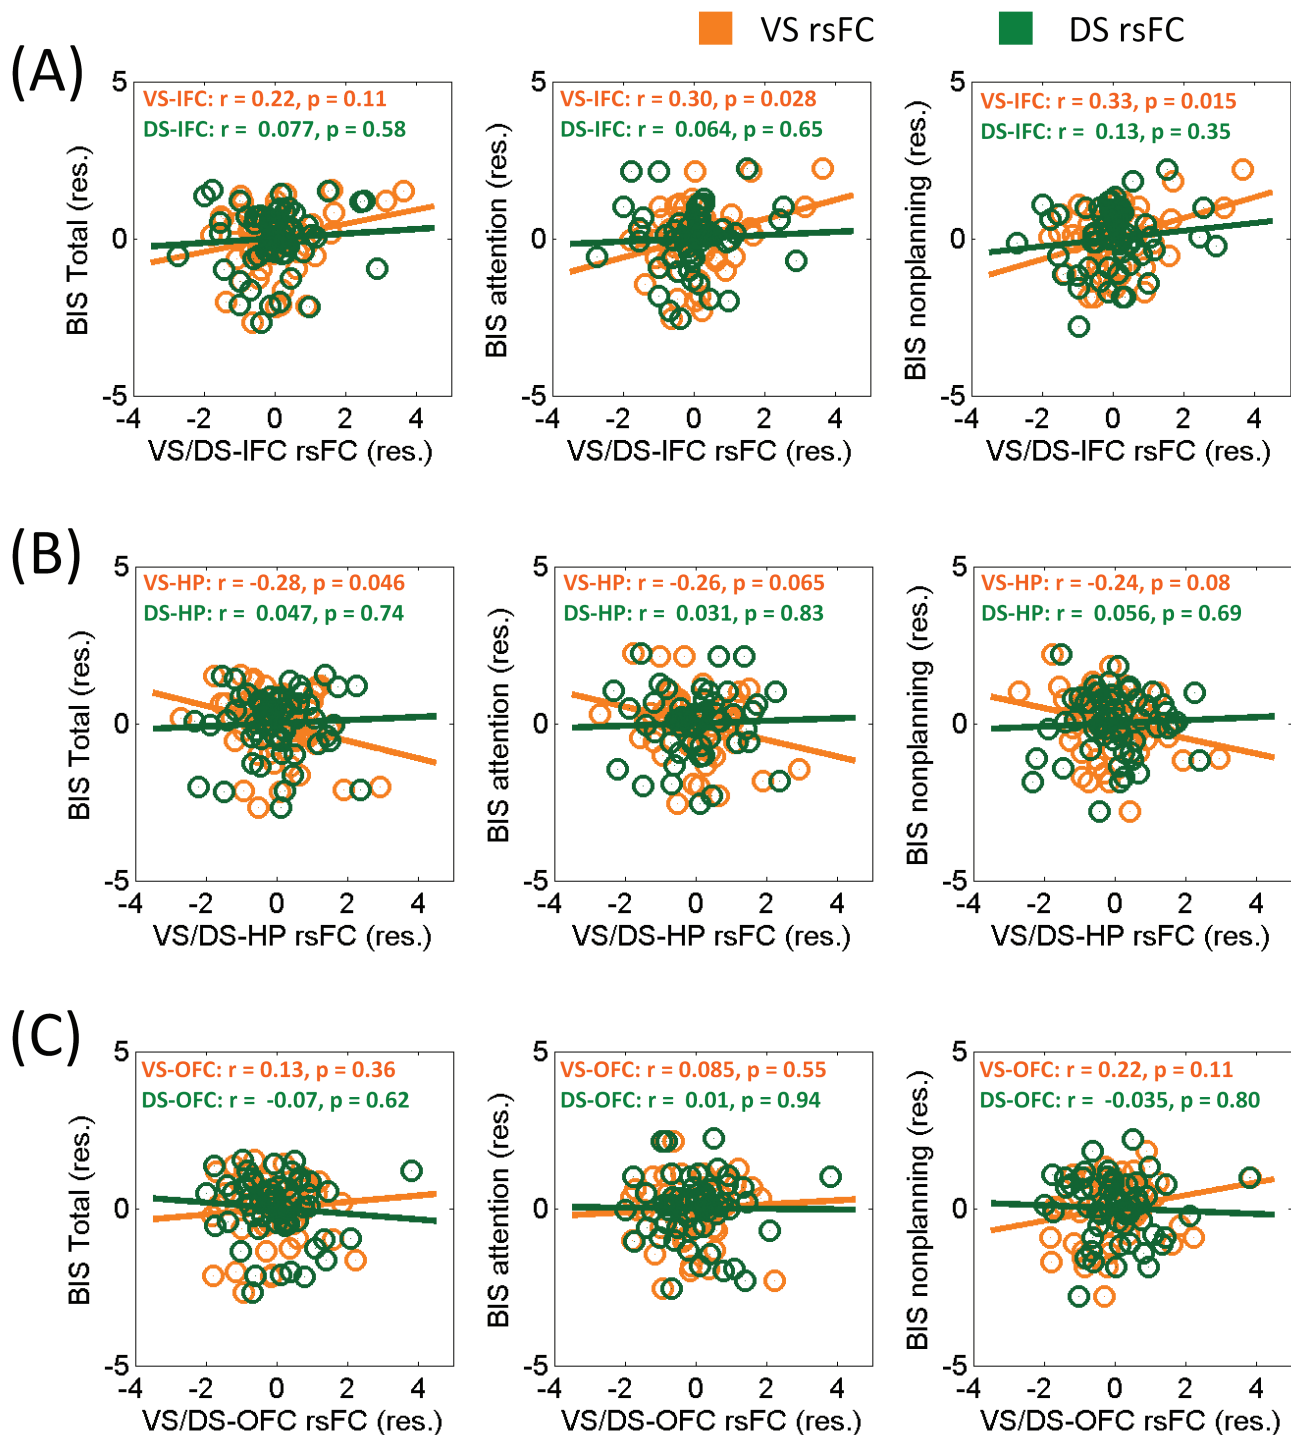 VS rsFC DS rsFC
(A)
5 5 5
VS-IFC: r = 0.22, p = 0.11 VS-IFC: r = 0.30, p = 0.028 VS-IFC: r = 0.33, p = 0.015
DS-IFC: r = 0.077, p = 0.58 DS-IFC: r = 0.064, p = 0.65 DS-IFC: r = 0.13, p = 0.35
BIS Total (res.) BIS attention (res.) BIS nonplanning (res.)
0 0 0
-5 -5 -5
-4 -2 0 2 4 -4 -2 0 2 4 -4 -2 0 2 4
VS/DS-IFC rsFC (res.) VS/DS-IFC rsFC (res.) VS/DS-IFC rsFC (res.)
(B)
5 5 5
VS-HP: r = -0.28, p = 0.046 VS-HP: r = -0.26, p = 0.065 VS-HP: r = -0.24, p = 0.08
DS-HP: r = 0.047, p = 0.74 DS-HP: r = 0.031, p = 0.83 DS-HP: r = 0.056, p = 0.69
BIS Total (res.) BIS attention (res.) BIS nonplanning (res.)
0 0 0
-5 -5 -5
-4 -2 0 2 4 -4 -2 0 2 4 -4 -2 0 2 4
VS/DS-HP rsFC (res.) VS/DS-HP rsFC (res.) VS/DS-HP rsFC (res.)
(C)
5 5 5
VS-OFC: r = 0.13, p = 0.36 VS-OFC: r = 0.085, p = 0.55 VS-OFC: r = 0.22, p = 0.11
DS-OFC: r = -0.07, p = 0.62 DS-OFC: r = 0.01, p = 0.94 DS-OFC: r = -0.035, p = 0.80
BIS Total (res.) BIS attention (res.) BIS nonplanning (res.)
0 0 0
-5 -5 -5
-4 -2 0 2 4 -4 -2 0 2 4 -4 -2 0 2 4
VS/DS-OFC rsFC (res.) VS/DS-OFC rsFC (res.) VS/DS-OFC rsFC (res.)